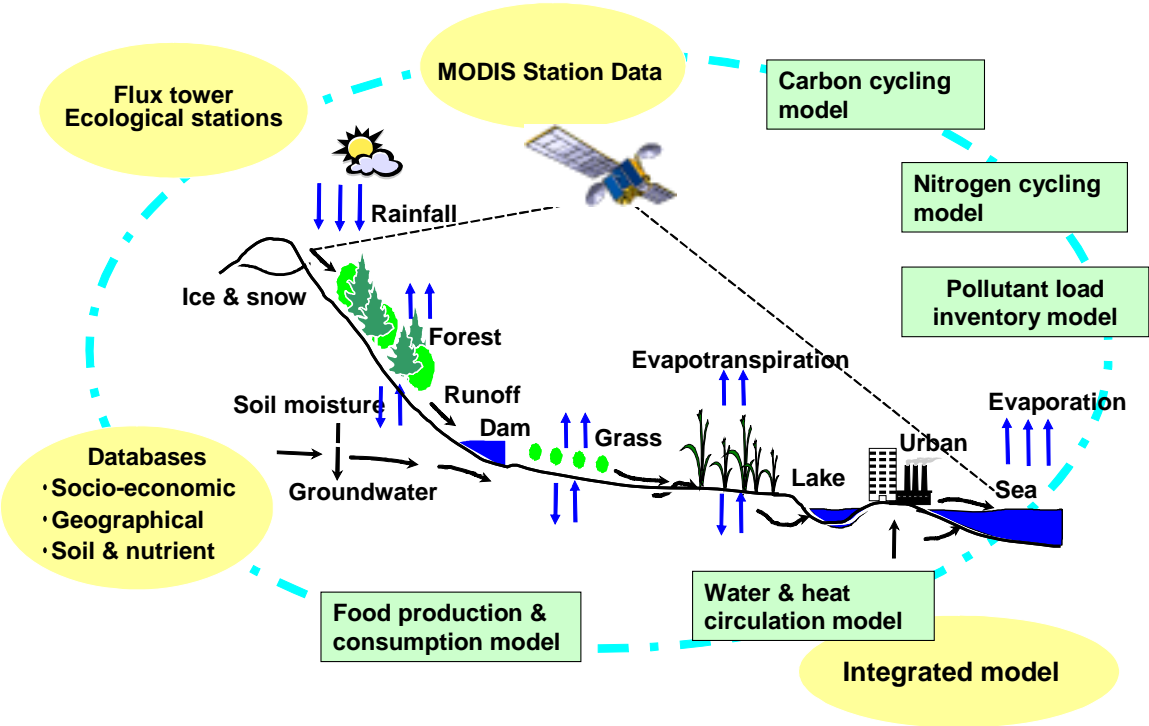 MODIS Station Data
Flux tower
Ecological stations
Carbon cycling
model
Nitrogen cycling
model
Pollutant load
inventory model
Rainfall
Ice & snow
Forest
Evapotranspiration
Runoff
Soil moisture
Evaporation
Dam
Grass
Urban
Lake
Sea
Groundwater
Databases
·Socio-economic
·Geographical
·Soil & nutrient
Food production &
consumption model
Water & heat
circulation model
Integrated model